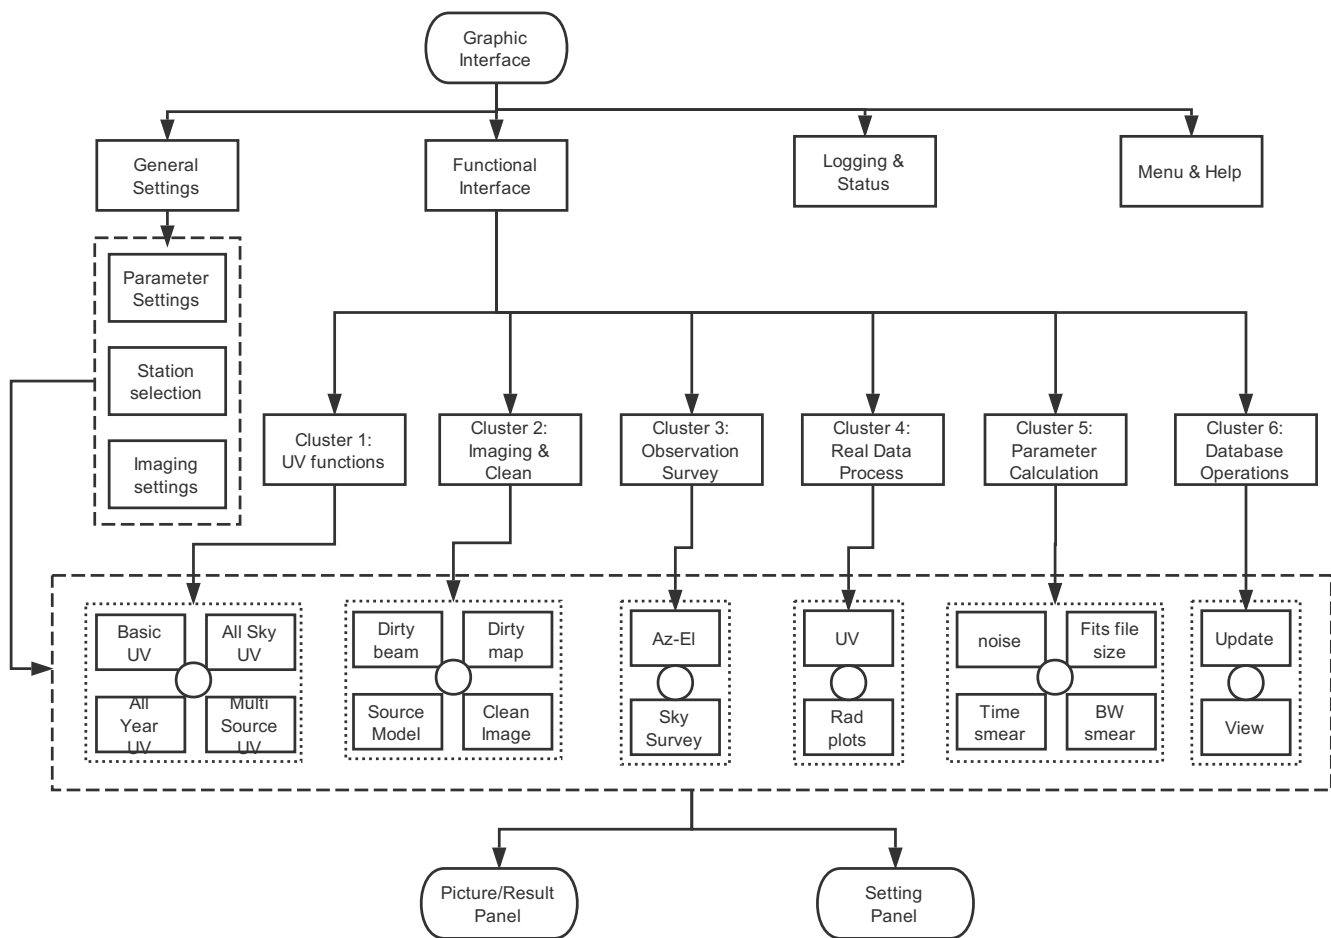 Graphic
Interface
General
Settings
Functional
Interface
Logging &
Status
Menu & Help
Parameter
Settings
Station
selection
Imaging
settings
Cluster 1:
UV functions
Cluster 2:
Imaging &
Clean
Cluster 3:
Observation
Survey
Cluster 4:
Real Data
Process
Cluster 5:
Parameter
Calculation
Cluster 6:
Database
Operations
Basic
UV
All Sky
UV
All
Year
UV
Multi
Source
UV
Dirty
beam
Dirty
map
Source
Model
Clean
Image
Az-El
Sky
Survey
UV
Rad
plots
noise
Fits file
size
Time
smear
BW
smear
Update
View
Picture/Result
Panel
Setting
Panel